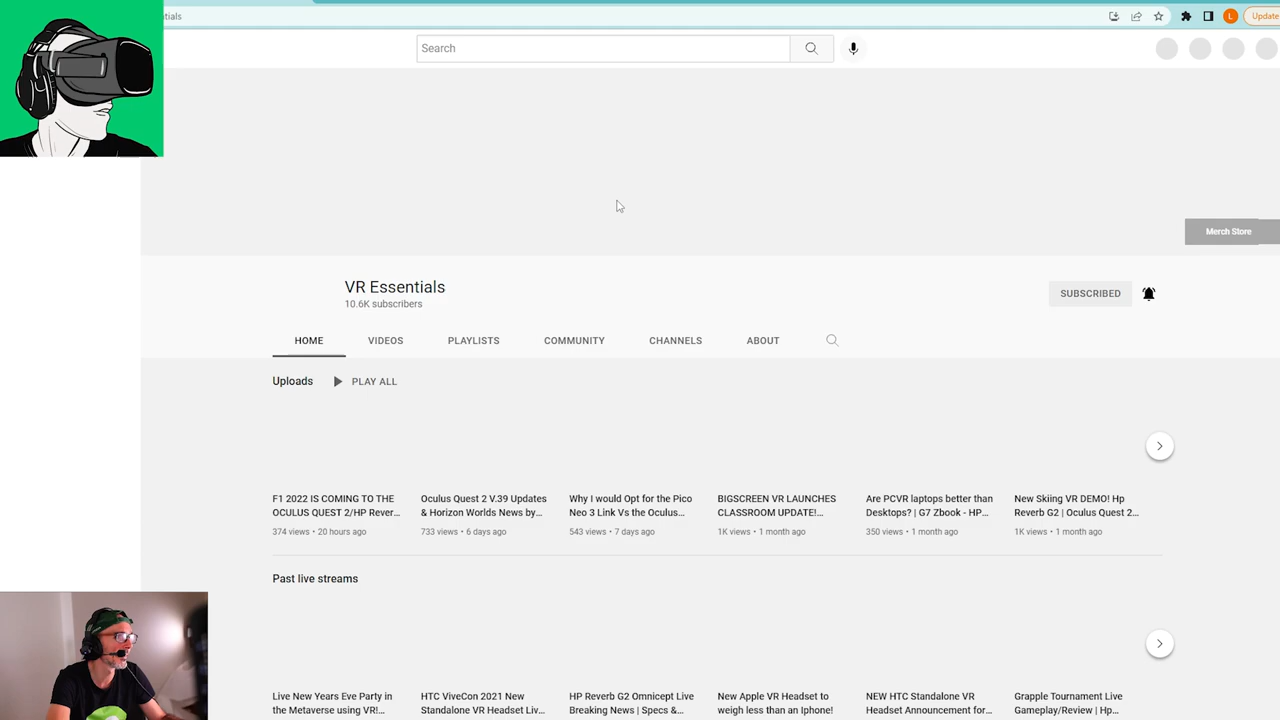 entials
L
Update
Search
Merch Store
VR Essentials
10.6K subscribers
SUBSCRIBED
HOME
VIDEOS
PLAYLISTS
COMMUNITY
CHANNELS
ABOUT
Uploads
PLAY ALL
F1 2022 IS COMING TO THE
OCULUS QUEST 2/HP Rever...
374 views • 20 hours ago
Oculus Quest 2 V.39 Updates
& Horizon Worlds News by...
733 views • 6 days ago
Why I would Opt for the Pico
Neo 3 Link Vs the Oculus...
543 views • 7 days ago
BIGSCREEN VR LAUNCHES
CLASSROOM UPDATE!...
1K views • 1 month ago
Are PCVR laptops better than
Desktops? | G7 Zbook - HP...
350 views • 1 month ago
New Skiing VR DEMO! Hp
Reverb G2 | Oculus Quest 2...
1K views • 1 month ago
Past live streams
Live New Years Eve Party in
the Metaverse using VR!...
HTC ViveCon 2021 New
Standalone VR Headset Liv...
HP Reverb G2 Omnicept Live
Breaking News | Specs &...
New Apple VR Headset to
weigh less than an Iphone!
NEW HTC Standalone VR
Headset Announcement for...
Grapple Tournament Live
Gameplay/Review | Hp...